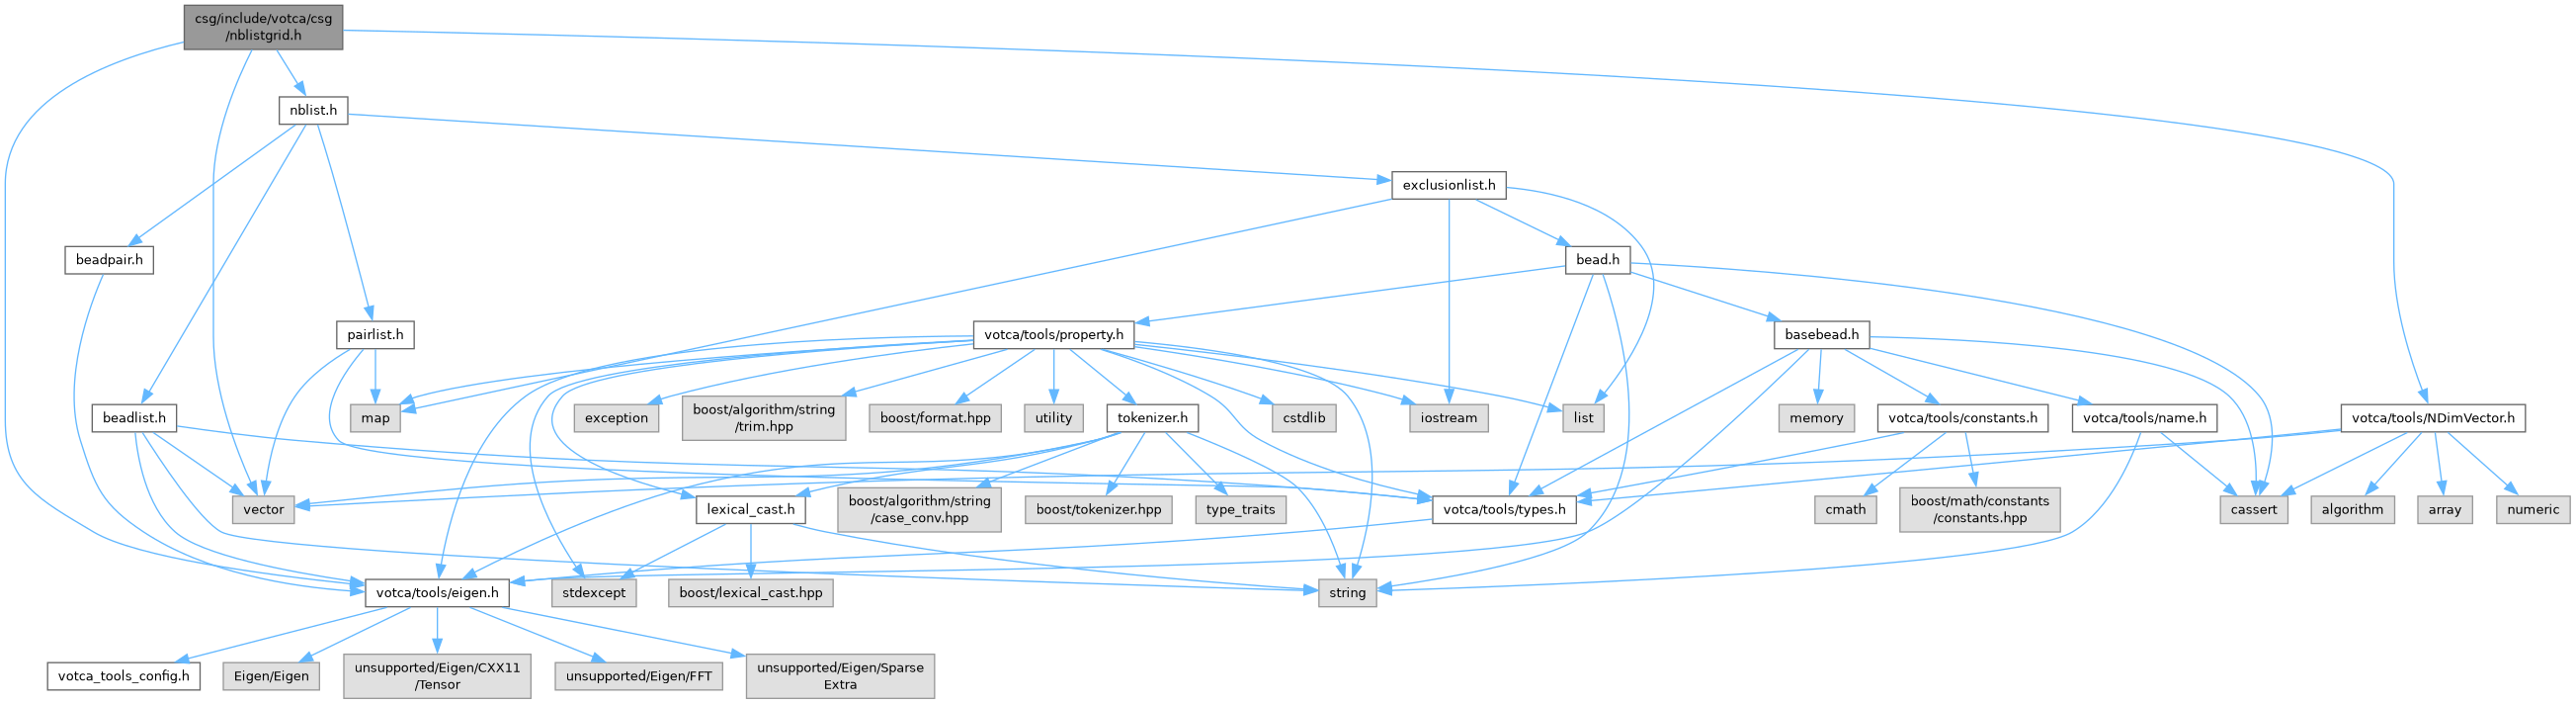 csg/include/votca/csg
/nblistgrid.h
nblist.h
exclusionlist.h
beadpair.h
bead.h
pairlist.h
votca/tools/property.h
basebead.h
beadlist.h
map
exception
boost/algorithm/string
/trim.hpp
boost/format.hpp
utility
tokenizer.h
cstdlib
iostream
list
memory
votca/tools/constants.h
votca/tools/name.h
votca/tools/NDimVector.h
vector
lexical_cast.h
boost/algorithm/string
/case_conv.hpp
boost/tokenizer.hpp
type_traits
votca/tools/types.h
cmath
boost/math/constants
/constants.hpp
cassert
algorithm
array
numeric
votca/tools/eigen.h
stdexcept
boost/lexical_cast.hpp
string
votca_tools_config.h
Eigen/Eigen
unsupported/Eigen/CXX11
/Tensor
unsupported/Eigen/FFT
unsupported/Eigen/Sparse
Extra